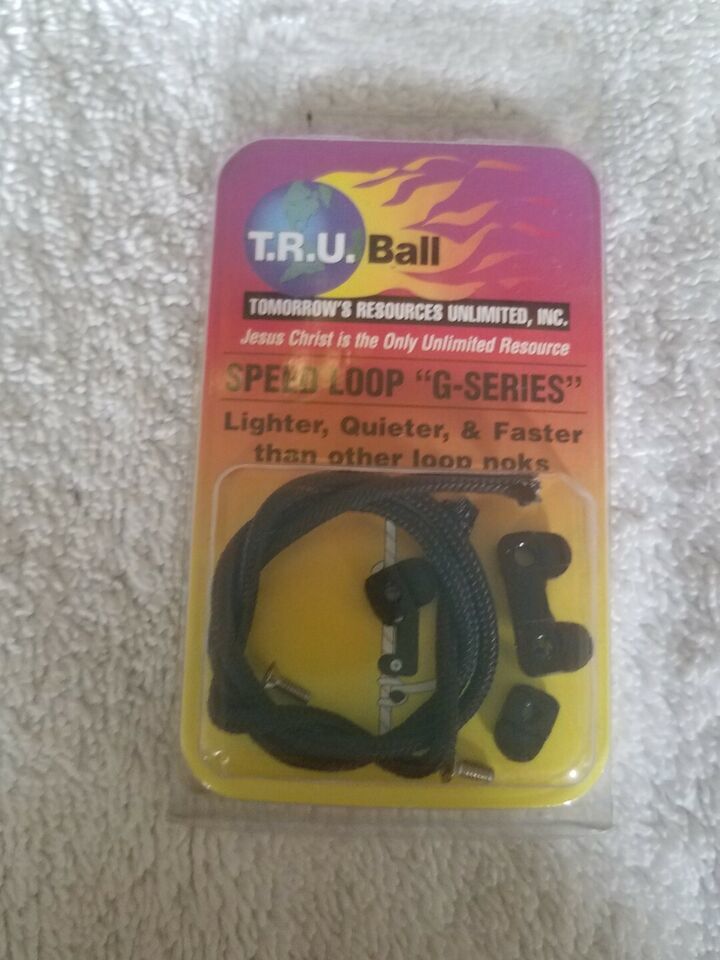 T.R.U. Ball
TOMORROW'S RESOURCES UNLIMITED, INC.
Jesus Christ is the Only Unlimited Resource
SPEED LOOP "G-SERIES"
Lighter, Quieter, & Faster
than other loop noks